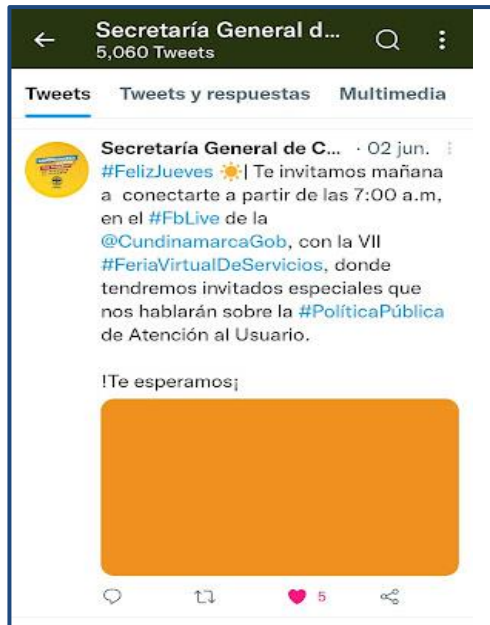 Secretaría General d...
5,060 Tweets
Tweets Tweets y respuestas Multimedia
Secretaría General de C... · 02 jun.
#FelizJueves ☀️| Te invitamos mañana
a conectarte a partir de las 7:00 a.m,
en el #FbLive de la
@CundinamarcaGob, con la VII
#FeriaVirtualDeServicios, donde
tendremos invitados especiales que
nos hablarán sobre la #PolíticaPública
de Atención al Usuario.
!Te esperamos¡
5